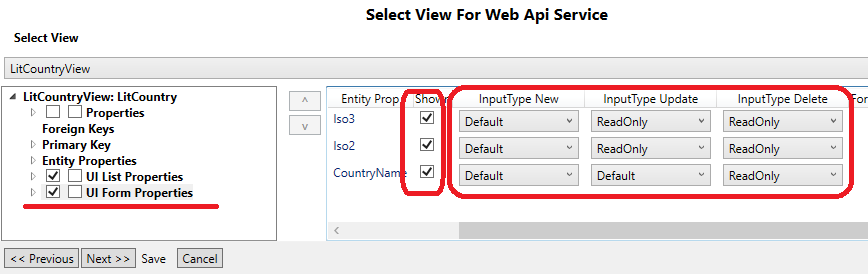 Select View For Web Api Service
Select View
LitCountryView
LitCountryView: LitCountry
Properties
Foreign Keys
Primary Key
Entity Properties
UI List Properties
UI Form Properties
^
v
Entity Prop Shown InputType New InputType Update InputType Delete For
Iso3 Default ReadOnly ReadOnly
Iso2 Default ReadOnly ReadOnly
CountryName Default Default ReadOnly
<< Previous Next >> Save Cancel